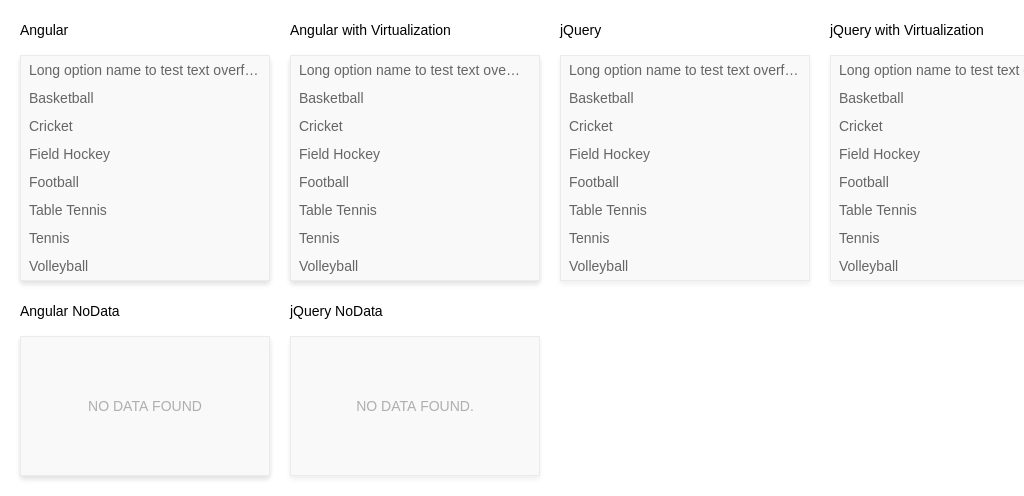 Angular
Long option name to test text overf…
Basketball
Cricket
Field Hockey
Football
Table Tennis
Tennis
Volleyball
Angular with Virtualization
Long option name to test text ove…
Basketball
Cricket
Field Hockey
Football
Table Tennis
Tennis
Volleyball
jQuery
Long option name to test text overf…
Basketball
Cricket
Field Hockey
Football
Table Tennis
Tennis
Volleyball
jQuery with Virtualization
Long option name to test text
Basketball
Cricket
Field Hockey
Football
Table Tennis
Tennis
Volleyball
Angular NoData
NO DATA FOUND
jQuery NoData
NO DATA FOUND.